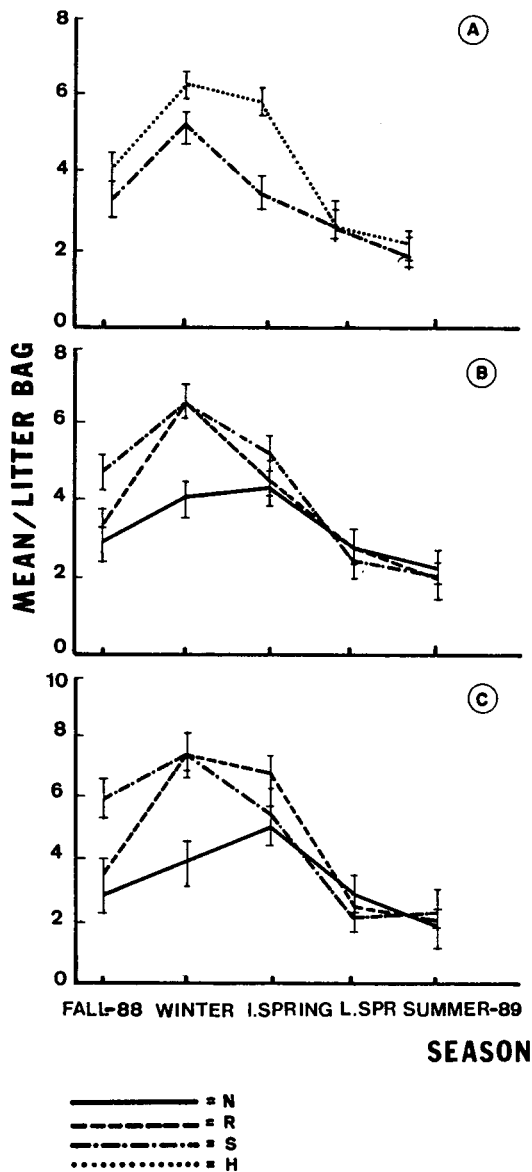 8
A
6
4
2
0
8
B
6
4
2
0
10
C
8
6
4
2
0
MEAN/LITTER BAG
FALL-88 WINTER I.SPRING L.SPR SUMMER-89
SEASON
= N
= R
= S
= H